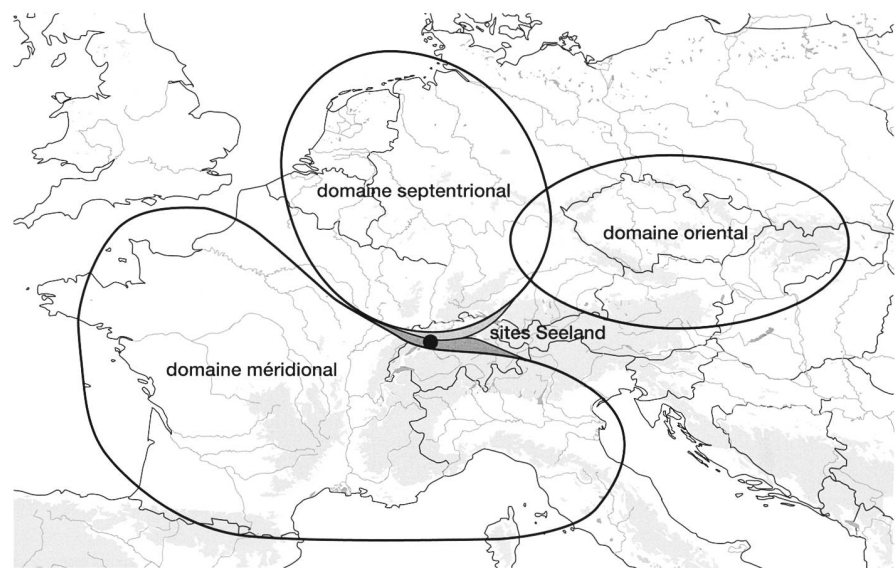 domaine septentrional
domaine oriental
sites Seeland
domaine méridional